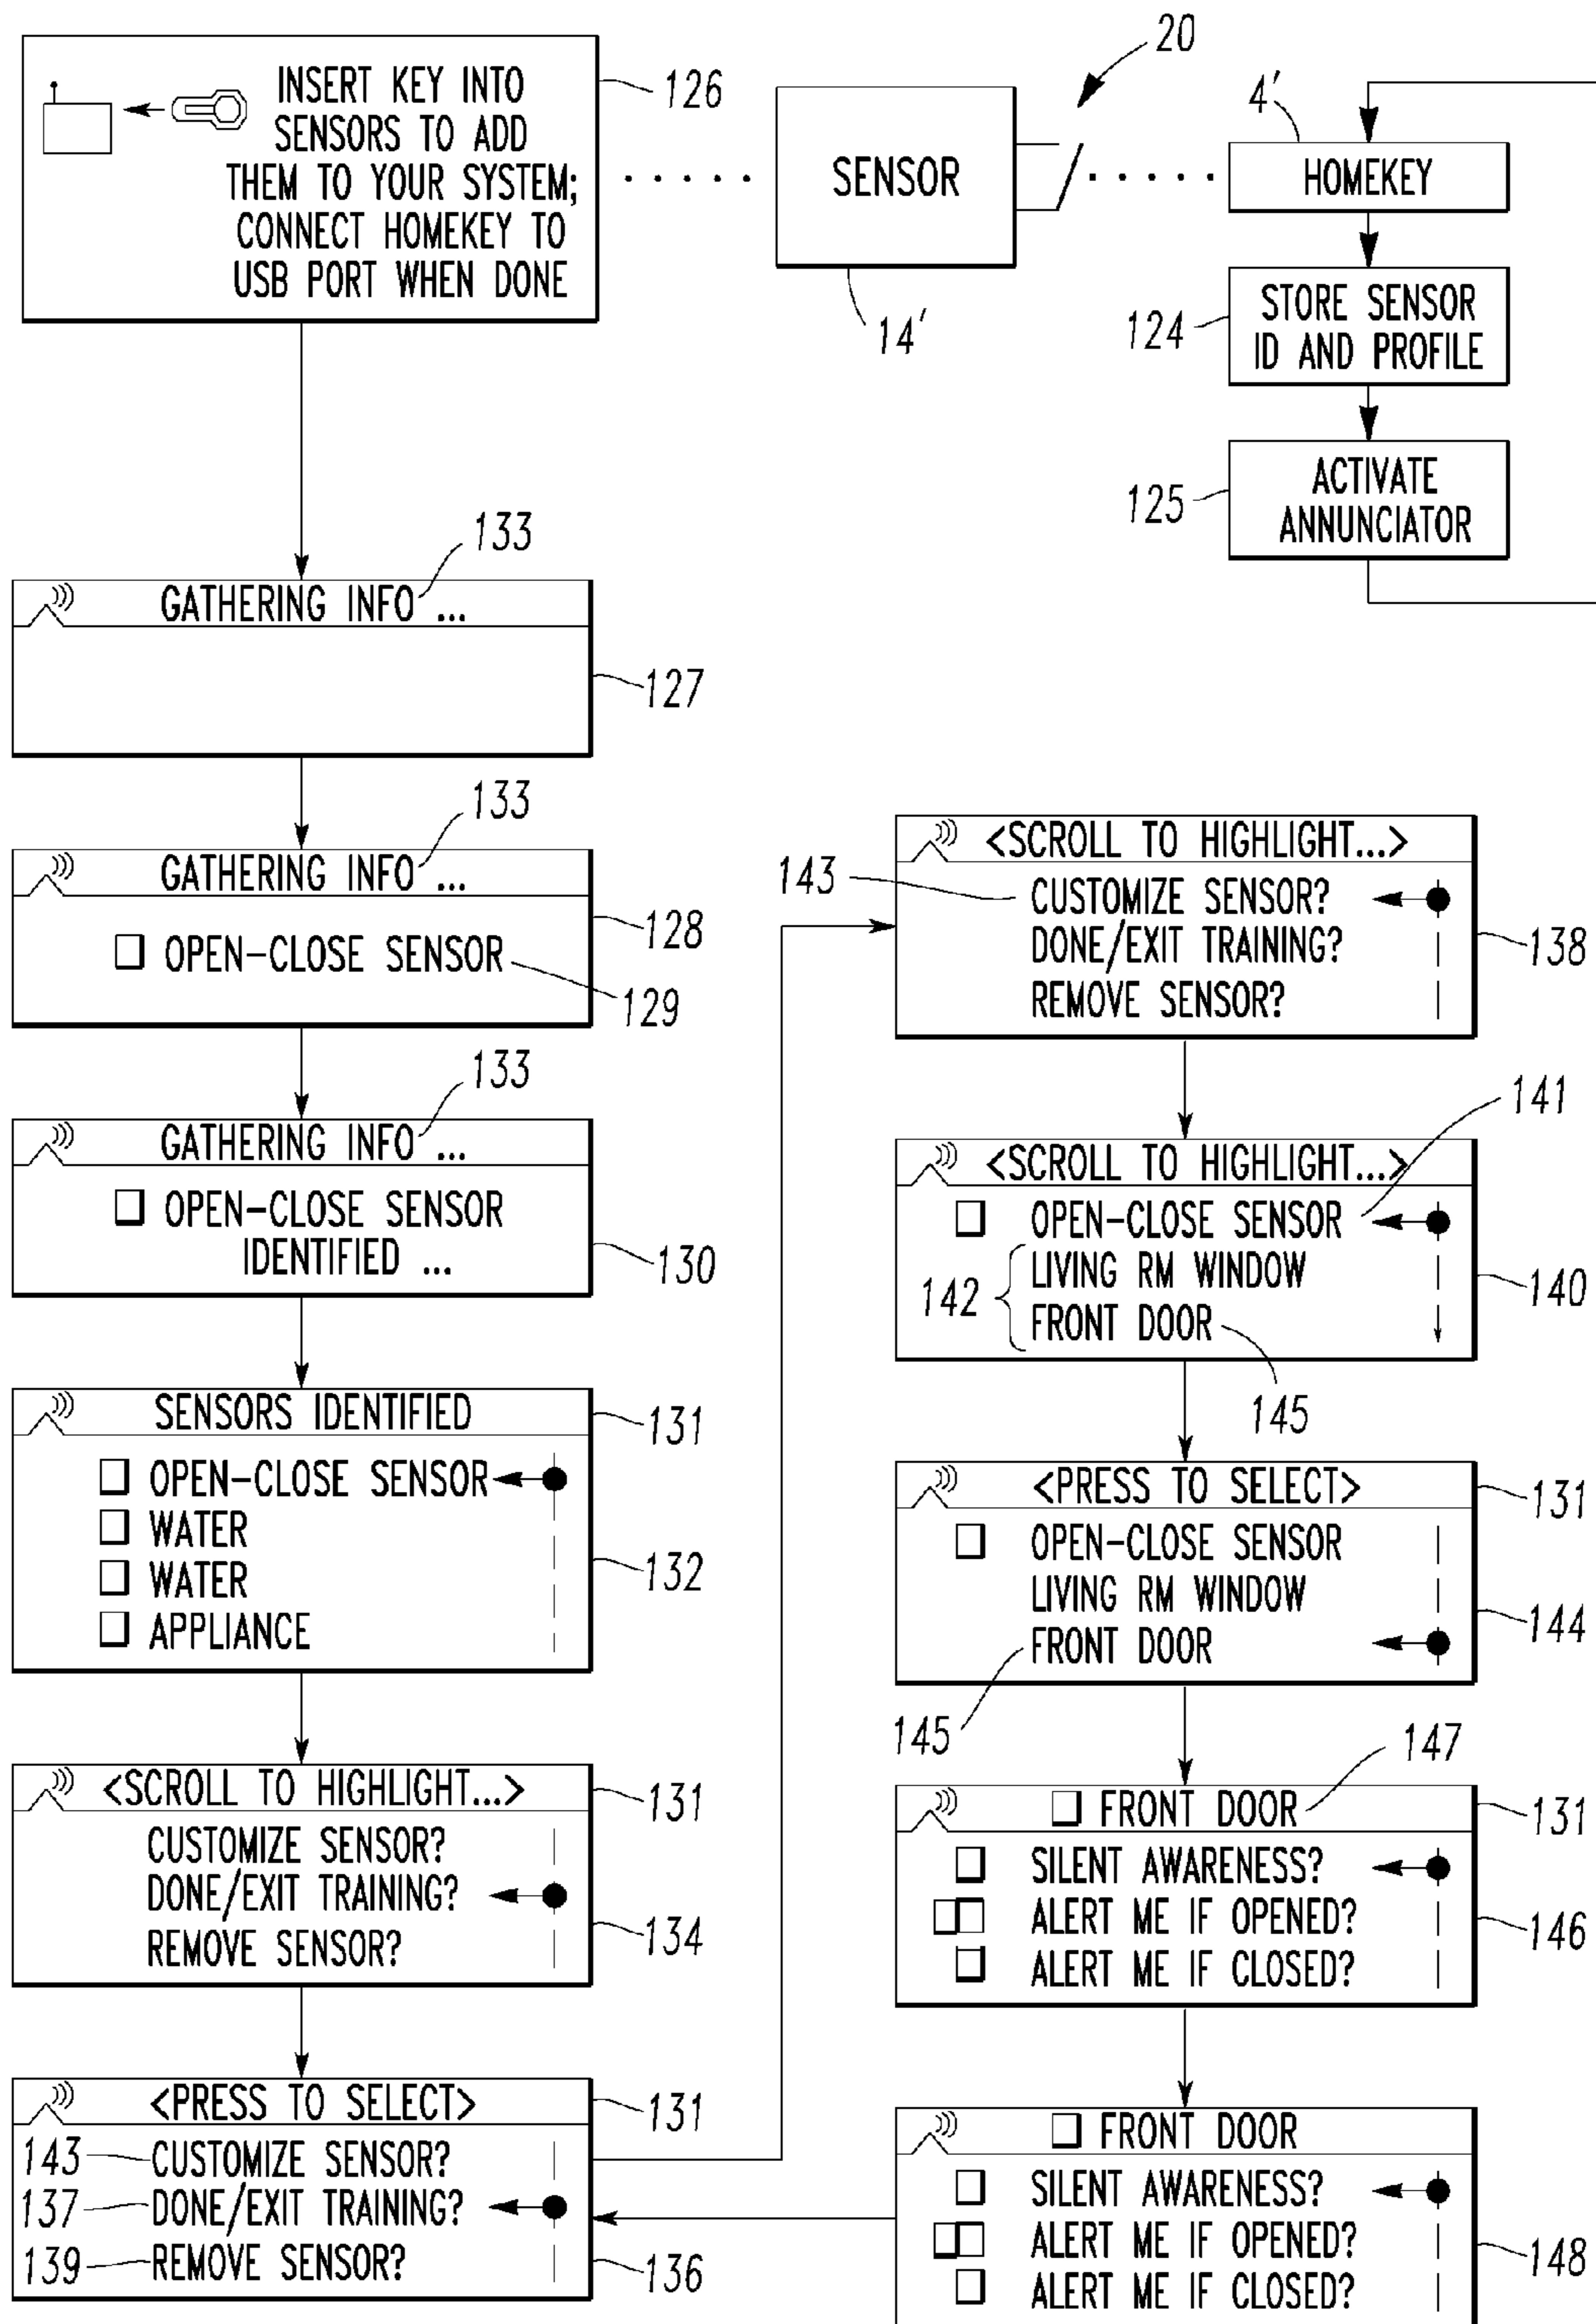 INSERT KEY INTO
SENSORS TO ADD
THEM TO YOUR SYSTEM;
CONNECT HOMEKEY TO
USB PORT WHEN DONE
126
SENSOR
14'
20
4'
HOMEKEY
124
STORE SENSOR
ID AND PROFILE
125
ACTIVATE
ANNUNCIATOR
133
GATHERING INFO ...
127
133
GATHERING INFO ...
128
OPEN-CLOSE SENSOR
129
133
GATHERING INFO ...
OPEN-CLOSE SENSOR
IDENTIFIED ...
130
SENSORS IDENTIFIED
131
OPEN-CLOSE SENSOR
WATER
132
WATER
APPLIANCE
<SCROLL TO HIGHLIGHT...>
131
CUSTOMIZE SENSOR?
DONE/EXIT TRAINING?
134
REMOVE SENSOR?
<PRESS TO SELECT>
131
143 CUSTOMIZE SENSOR?
137 DONE/EXIT TRAINING?
139 REMOVE SENSOR?
136
<SCROLL TO HIGHLIGHT...>
143
CUSTOMIZE SENSOR?
DONE/EXIT TRAINING?
138
REMOVE SENSOR?
141
<SCROLL TO HIGHLIGHT...>
OPEN-CLOSE SENSOR
LIVING RM WINDOW
142
140
FRONT DOOR
145
<PRESS TO SELECT>
131
OPEN-CLOSE SENSOR
LIVING RM WINDOW
144
FRONT DOOR
145
147
FRONT DOOR
131
SILENT AWARENESS?
ALERT ME IF OPENED?
146
ALERT ME IF CLOSED?
FRONT DOOR
SILENT AWARENESS?
ALERT ME IF OPENED?
148
ALERT ME IF CLOSED?